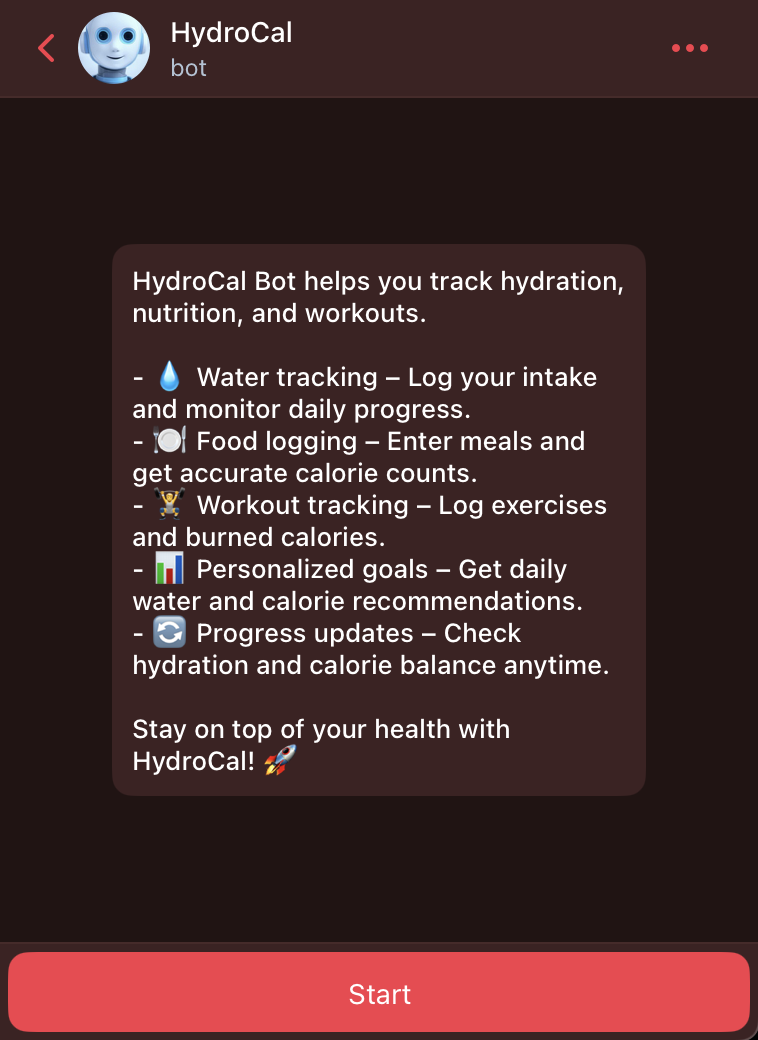 HydroCal
bot
HydroCal Bot helps you track hydration,
nutrition, and workouts.
- 💧 Water tracking – Log your intake
and monitor daily progress.
- 🍽️ Food logging – Enter meals and
get accurate calorie counts.
- 🏋️ Workout tracking – Log exercises
and burned calories.
- 📊 Personalized goals – Get daily
water and calorie recommendations.
- 🔄 Progress updates – Check
hydration and calorie balance anytime.
Stay on top of your health with
HydroCal! 🚀
Start